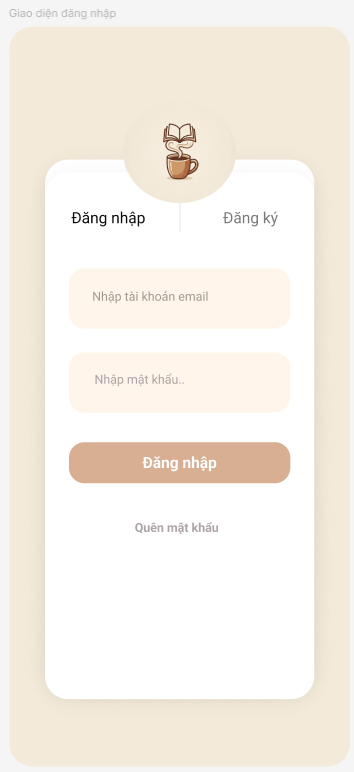 Giao diện đăng nhập
Đăng nhập
Đăng ký
Nhập tài khoản email
Nhập mật khẩu..
Đăng nhập
Quên mật khẩu